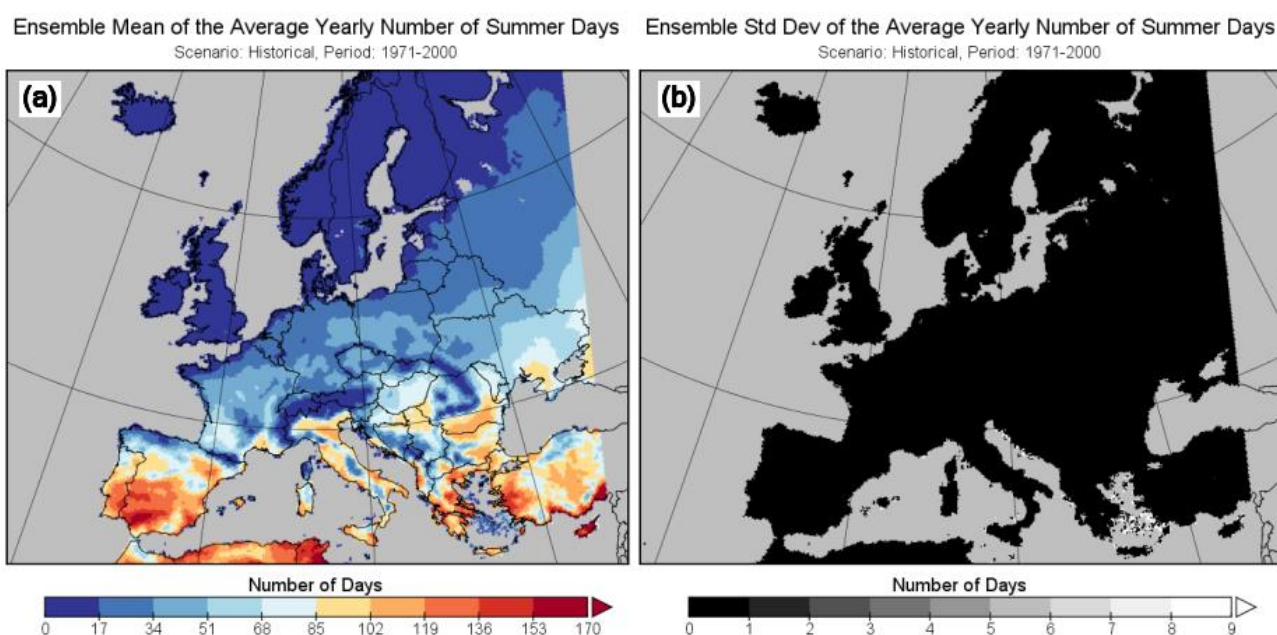 Ensemble Mean of the Average Yearly Number of Summer Days
Scenario: Historical, Period: 1971-2000
(a)
Number of Days
0 17 34 51 68 85 102 119 136 153 170
Ensemble Std Dev of the Average Yearly Number of Summer Days
Scenario: Historical, Period: 1971-2000
(b)
Number of Days
0 1 2 3 4 5 6 7 8 9